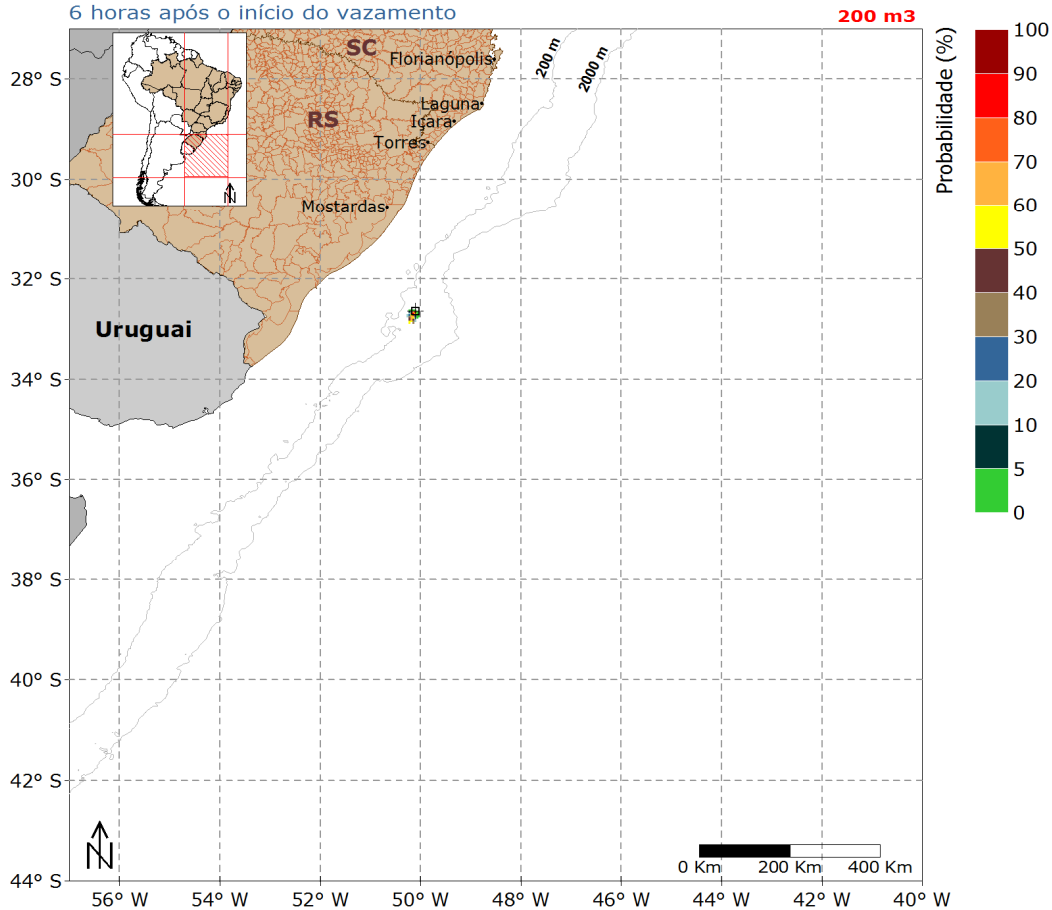 6 horas após o início do vazamento
200 m3
28° S
30° S
32° S
34° S
36° S
38° S
40° S
42° S
44° S
56° W
54° W
52° W
50° W
48° W
46° W
44° W
42° W
40° W
SC
RS
Florianópolis
Laguna
Içara
Torres
Mostardas
Uruguai
200 m
2000 m
N
N
0 Km
200 Km
400 Km
Probabilidade (%)
100
90
80
70
60
50
40
30
20
10
5
0